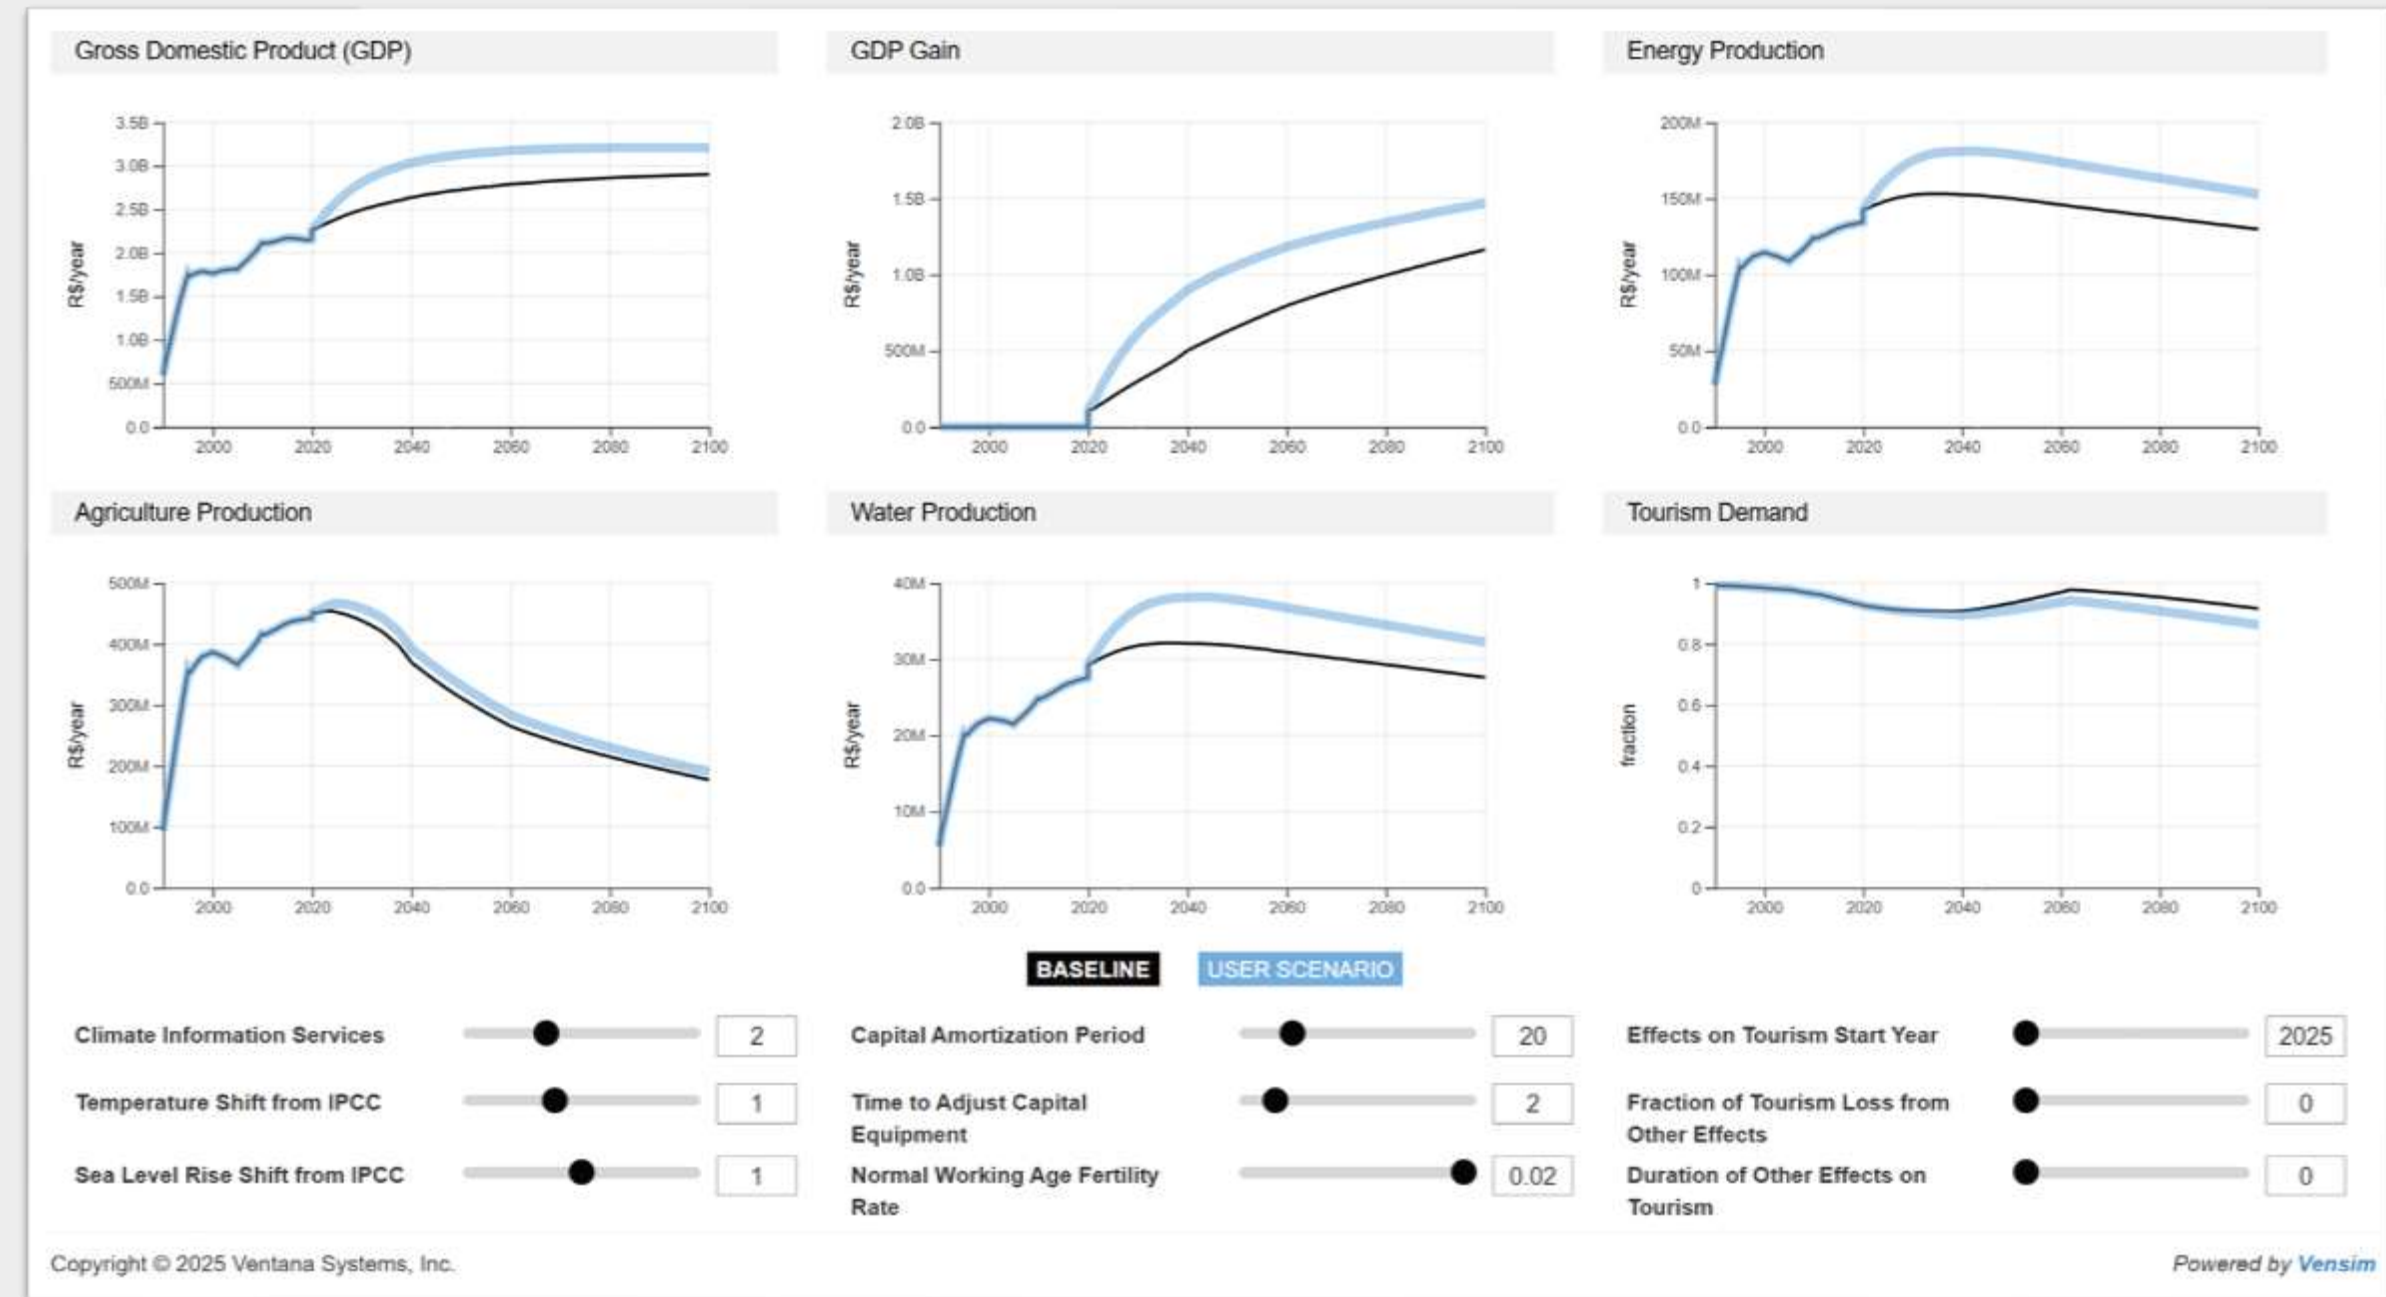 Gross Domestic Product (GDP)
GDP Gain
Energy Production
3.5B
3.0B
2.5B
2.0B
1.5B
1.0B
500M
0.0
R$/year
2000 2020 2040 2060 2080 2100
2.0B
1.5B
1.0B
500M
0.0
R$/year
2000 2020 2040 2060 2080 2100
200M
150M
100M
50M
0.0
R$/year
2000 2020 2040 2060 2080 2100
Agriculture Production
Water Production
Tourism Demand
500M
400M
300M
200M
100M
0.0
R$/year
2000 2020 2040 2060 2080 2100
40M
30M
20M
10M
0.0
R$/year
2000 2020 2040 2060 2080 2100
1
0.8
0.6
0.4
0.2
0
fraction
2000 2020 2040 2060 2080 2100
BASELINE
USER SCENARIO
Climate Information Services 2
Temperature Shift from IPCC 1
Sea Level Rise Shift from IPCC 1
Capital Amortization Period 20
Time to Adjust Capital 2
Equipment
Normal Working Age Fertility 0.02
Rate
Effects on Tourism Start Year 2025
Fraction of Tourism Loss from 0
Other Effects
Duration of Other Effects on 0
Tourism
Copyright © 2025 Ventana Systems, Inc.
Powered by Vensim